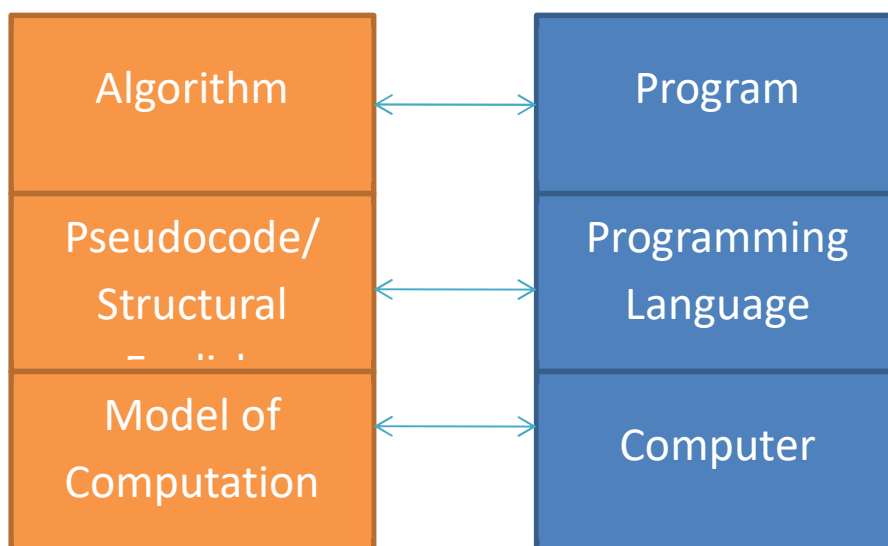 Algorithm
Pseudocode/
Structural
Model of
Computation
Program
Programming
Language
Computer